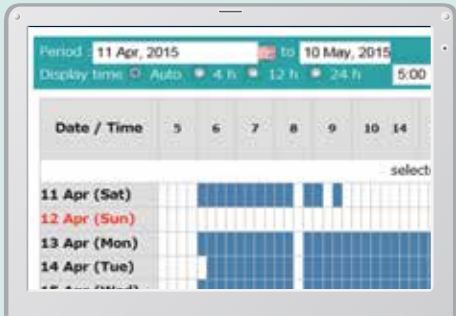 Period : 11 Apr, 2015 to 10 May, 2015
Display time Auto 4 h 12 h 24 h 5:00
Date / Time 5 6 7 8 9 10 14
11 Apr (Sat)
12 Apr (Sun)
13 Apr (Mon)
14 Apr (Tue)